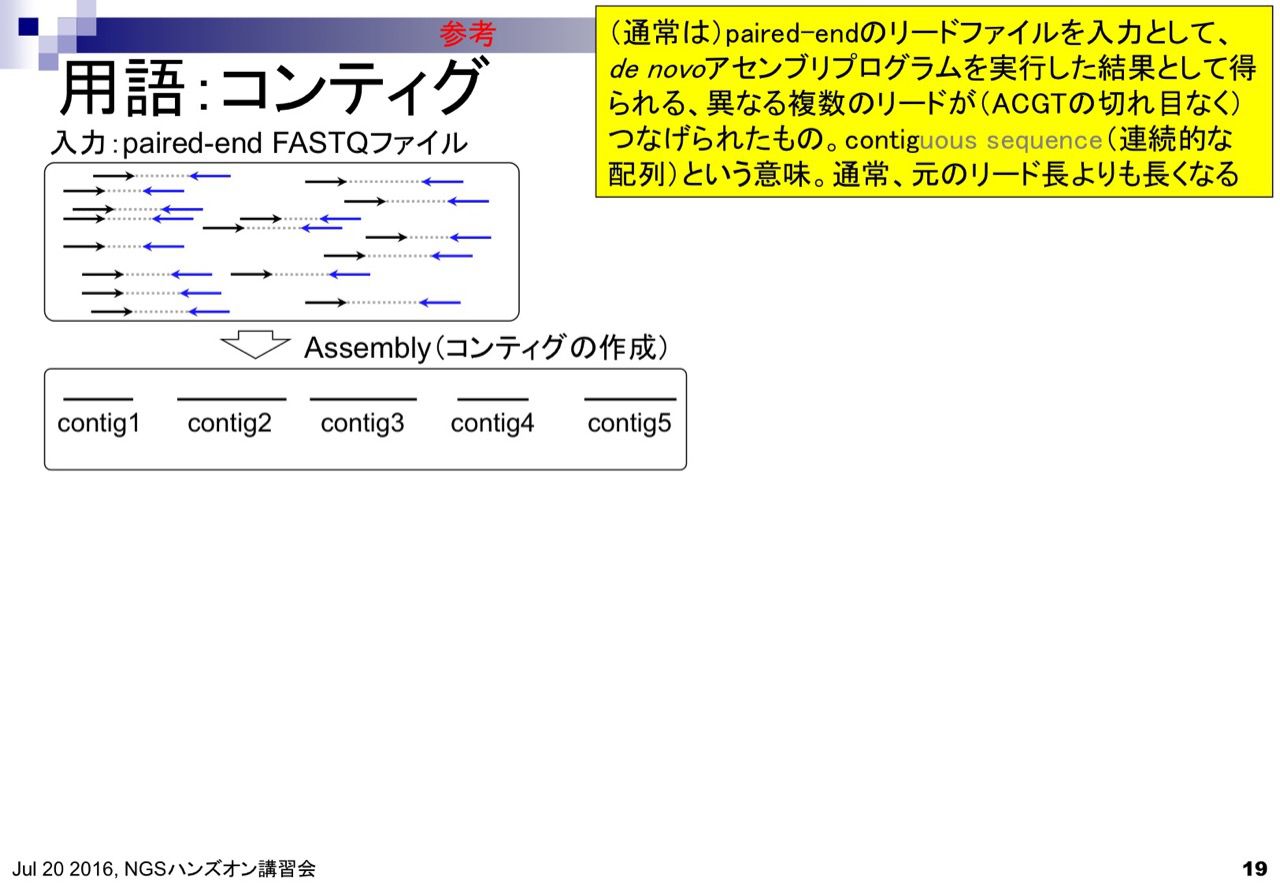 参考
用語：コンティグ
（通常は）paired-endのリードファイルを入力として、
de novoアセンブリプログラムを実行した結果として得
られる、異なる複数のリードが（ACGTの切れ目なく）
つなげられたもの。contiguous sequence（連続的な
配列）という意味。通常、元のリード長よりも長くなる
入力：paired-end FASTQファイル
Assembly（コンティグの作成）
contig1 contig2 contig3 contig4 contig5
Jul 20 2016, NGSハンズオン講習会
19